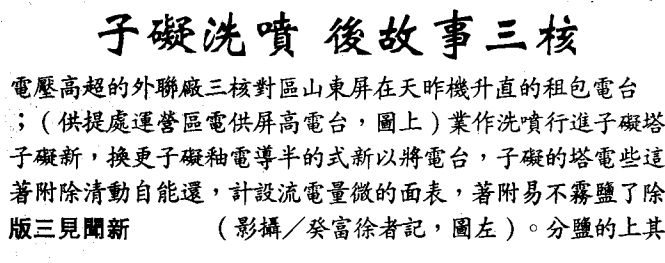 核三事故後 噴洗礙子
台電包租的直升機昨天在屏東山區對核三廠聯外的超高壓電
塔礙子進行噴洗作業（上圖，台電高屏供電區營運處提供）；
這些電塔的礙子，台電將以新式的半導電釉礙子更換，新礙子
除了鹽霧不易附著，表面的微量電流設計，還能自動清除附著
其上的鹽分。（左圖，記者徐富癸／攝影） 新聞見三版